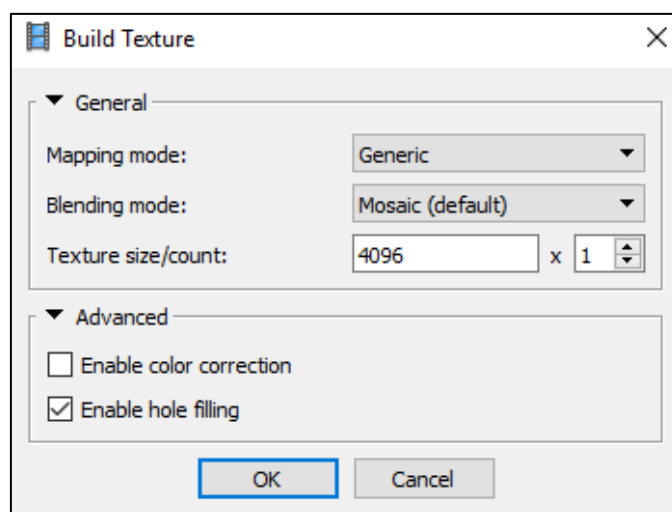 Build Texture
General
Mapping mode: Generic
Blending mode: Mosaic (default)
Texture size/count: 4096 x 1
Advanced
Enable color correction
Enable hole filling
OK Cancel